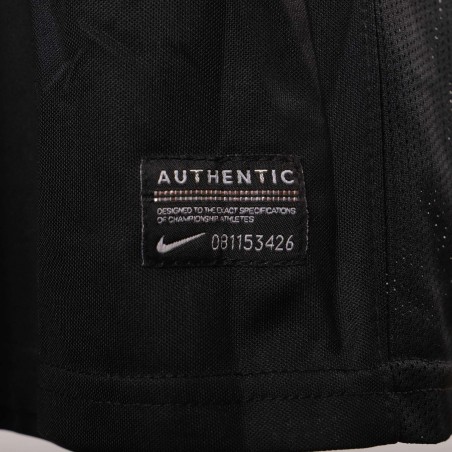 AUTHENTIC
DESIGNED TO THE EXACT SPECIFICATIONS
OF CHAMPIONSHIP ATHLETES
081153426